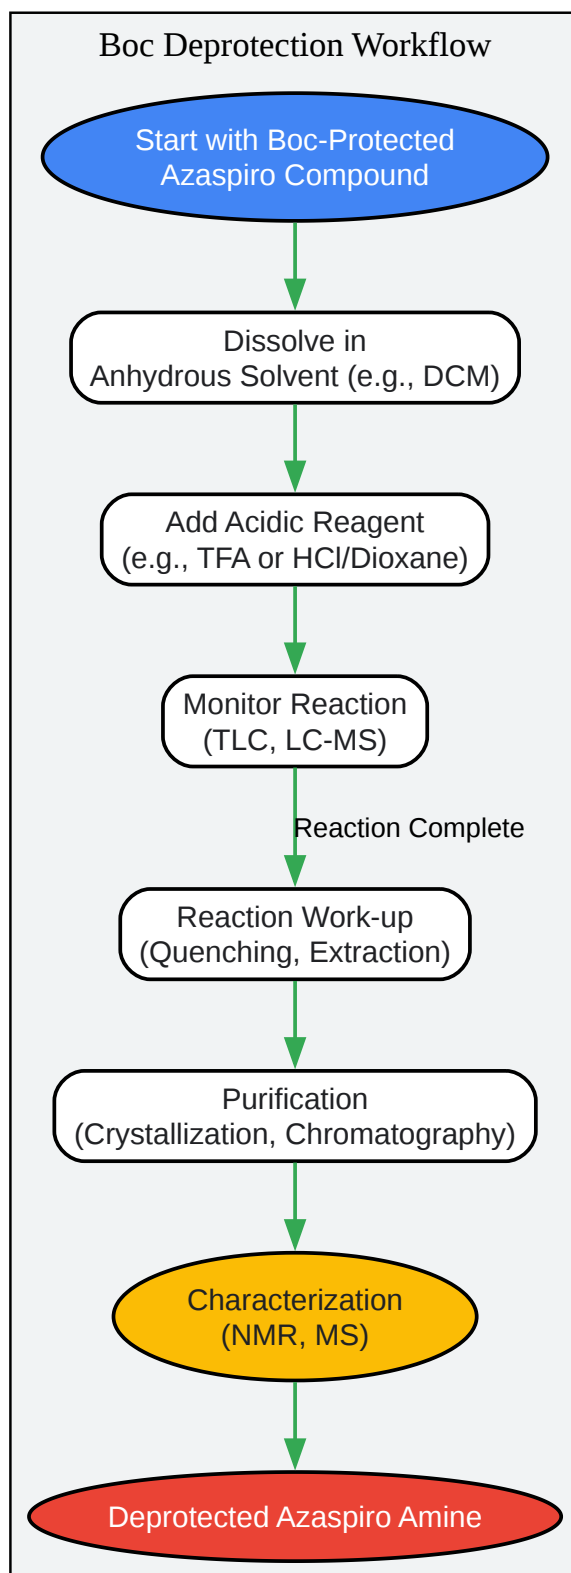 Boc Deprotection Workflow
Start with Boc-Protected
Azaspiro Compound
Dissolve in
Anhydrous Solvent (e.g., DCM)
Add Acidic Reagent
(e.g., TFA or HCl/Dioxane)
Monitor Reaction
(TLC, LC-MS)
Reaction Complete
Reaction Work-up
(Quenching, Extraction)
Purification
(Crystallization, Chromatography)
Characterization
(NMR, MS)
Deprotected Azaspiro Amine